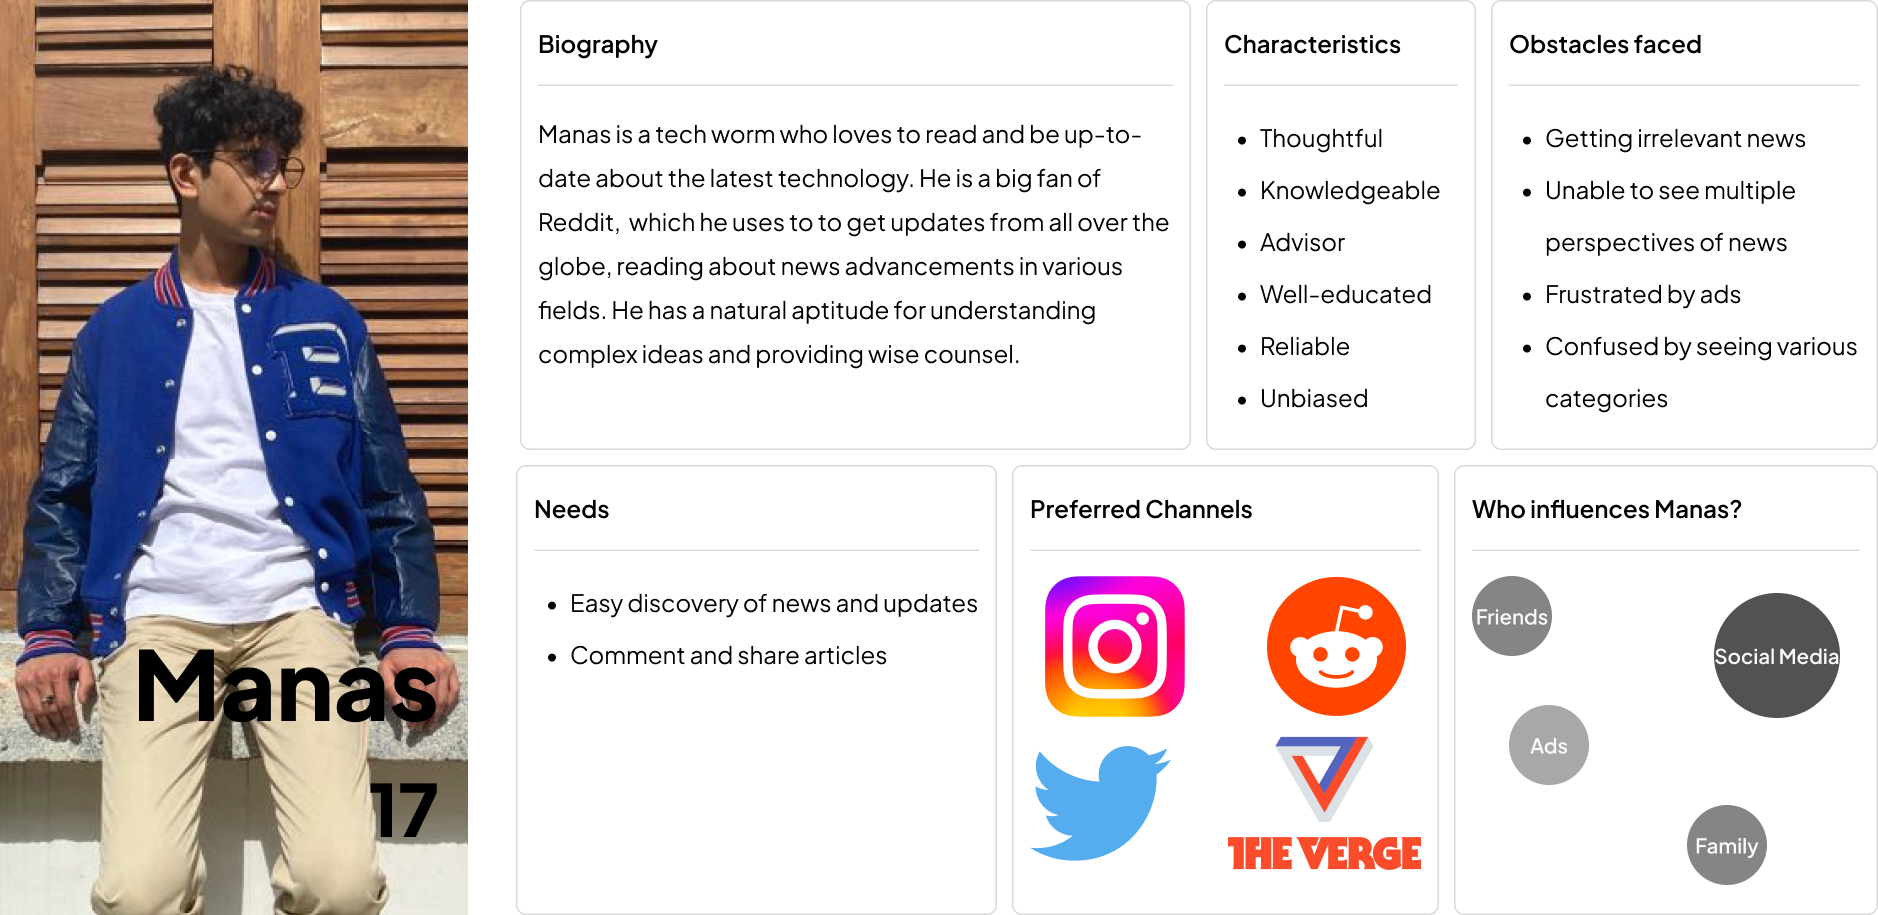 Manas
17
Biography
Manas is a tech worm who loves to read and be up-to-
date about the latest technology. He is a big fan of
Reddit,  which he uses to to get updates from all over the
globe, reading about news advancements in various
fields. He has a natural aptitude for understanding
complex ideas and providing wise counsel.
Characteristics
• Thoughtful
• Knowledgeable
• Advisor
• Well-educated
• Reliable
• Unbiased
Obstacles faced
• Getting irrelevant news
• Unable to see multiple
perspectives of news
• Frustrated by ads
• Confused by seeing various
categories
Needs
• Easy discovery of news and updates
• Comment and share articles
Preferred Channels
THE VERGE
Who influences Manas?
Friends
Social Media
Ads
Family